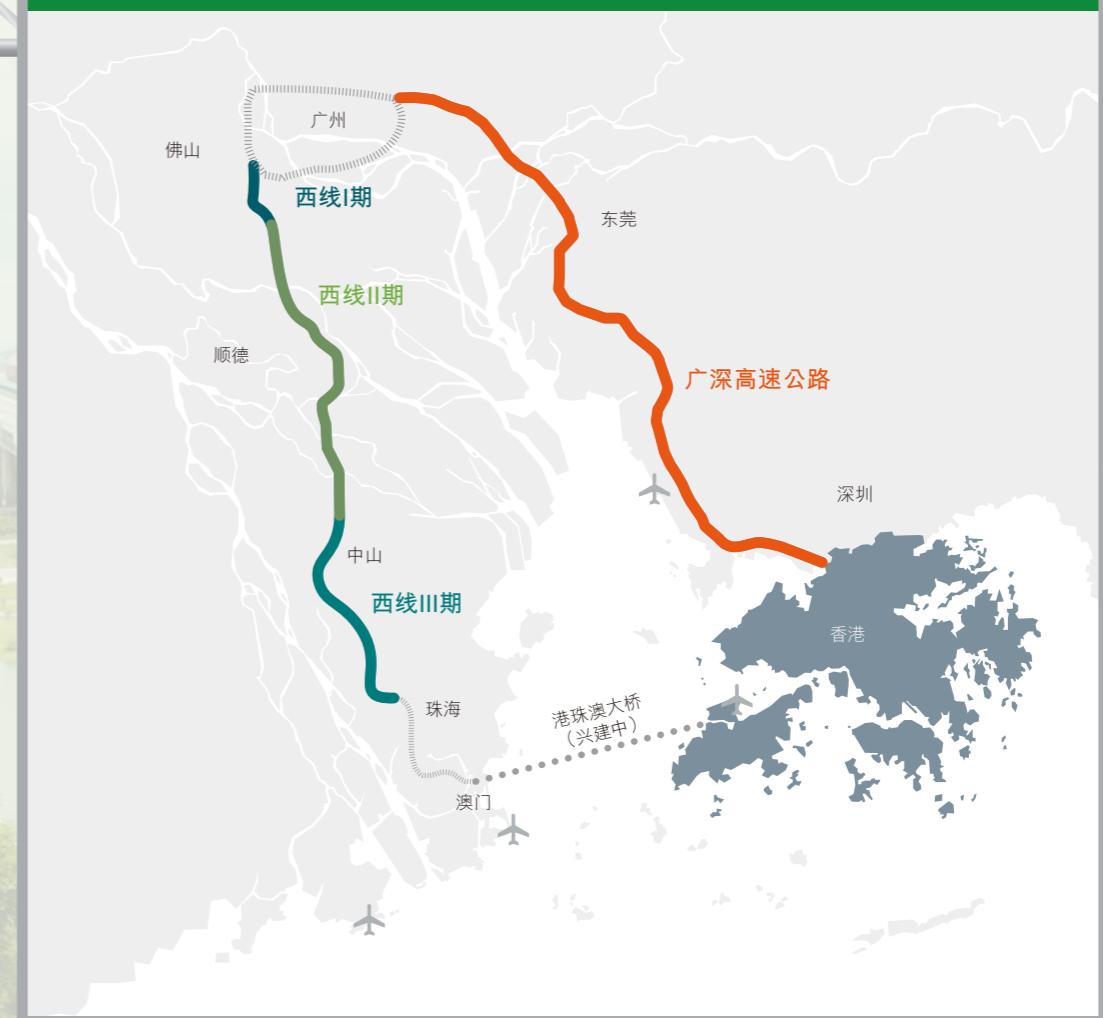 广州
佛山
西线I期
东莞
西线II期
顺德
广深高速公路
深圳
中山
西线III期
香港
珠海
港珠澳大桥
（兴建中）
澳门